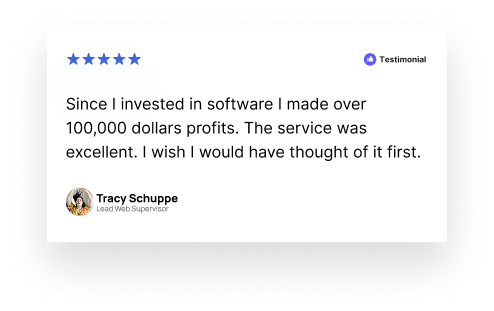 Testimonial
Since I invested in software I made over
100,000 dollars profits. The service was
excellent. I wish I would have thought of it first.
Tracy Schuppe
Lead Web Supervisor